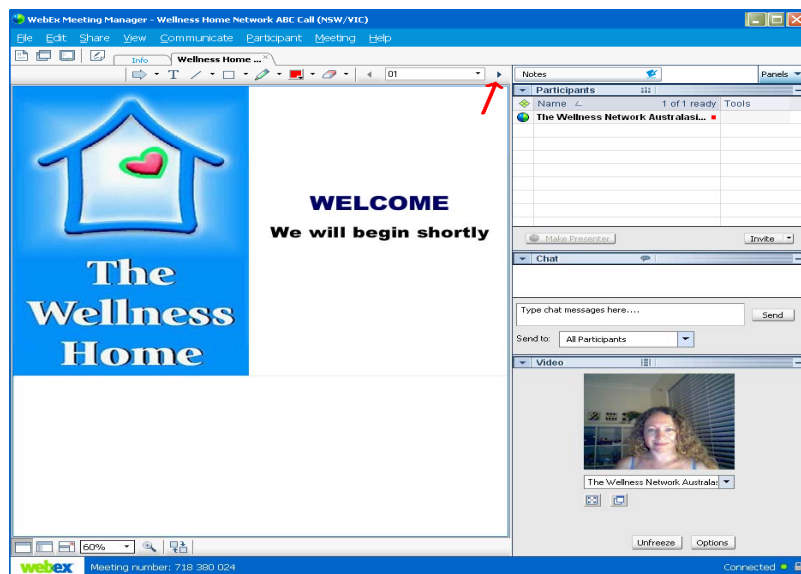 WebEx Meeting Manager - Wellness Home Network ABC Call (NSW/VIC)
File Edit Share View Communicate Participant Meeting Help
Info Wellness Home ...
T 01
Notes Panels
Participants
Name 1 of 1 ready Tools
The Wellness Network Australasi...
WELCOME
We will begin shortly
The
Wellness
Home
Make Presenter Invite
Chat
Type chat messages here....
Send
Send to: All Participants
Video
The Wellness Network Australa:
Unfreeze Options
60%
webex Meeting number: 718 380 024 Connected